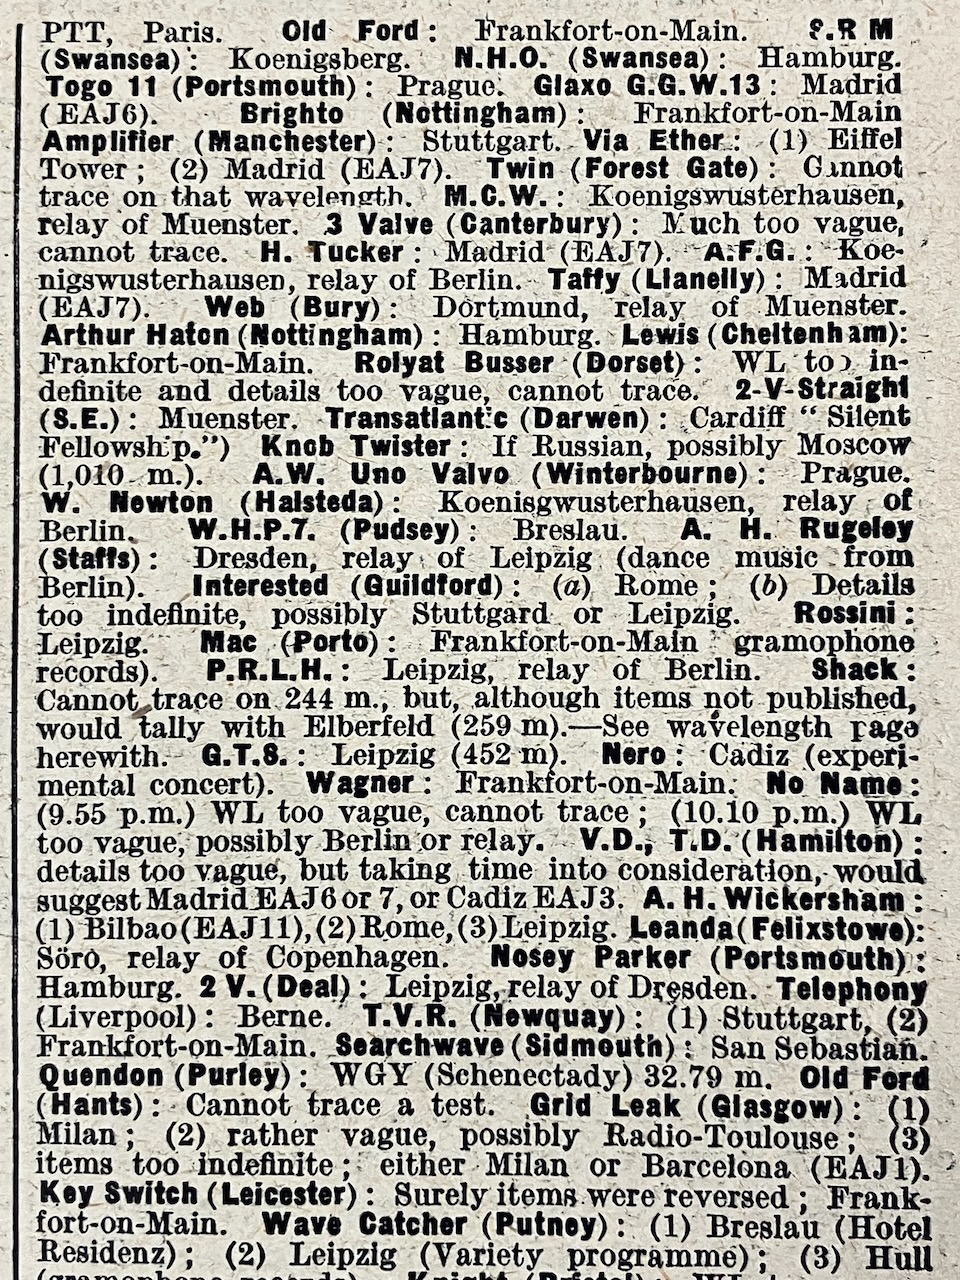 PTT, Paris. Old Ford: Frankfort-on-Main. S.R M
(Swansea): Koenigsberg. N.H.O. (Swansea): Hamburg.
Togo 11 (Portsmouth): Prague. Glaxo G.G.W.13: Madrid
(EAJ6). Brighto (Nottingham): Frankfort-on-Main
Amplifier (Manchester): Stuttgart. Via Ether: (1) Eiffel
Tower; (2) Madrid (EAJ7). Twin (Forest Gate): Cannot
trace on that wavelength. M.C.W.: Koenigswusterhausen,
relay of Muenster. 3 Valve (Canterbury): Much too vague,
cannot trace. H. Tucker: Madrid (EAJ7). A.F.G.: Koe-
nigswusterhausen, relay of Berlin. Taffy (Llanelly): Madrid
(EAJ7). Web (Bury): Dortmund, relay of Muenster.
Arthur Haton (Nottingham): Hamburg. Lewis (Cheltenham):
Frankfort-on-Main. Rolyat Busser (Dorset): WL too in-
definite and details too vague, cannot trace. 2-V-Straight
(S.E.): Muenster. Transatlantic (Darwen): Cardiff "Silent
Fellowship.") Knob Twister: If Russian, possibly Moscow
(1,010 m.). A.W. Uno Valvo (Winterbourne): Prague.
W. Newton (Halsteda): Koenisgwusterhausen, relay of
Berlin. W.H.P.7. (Pudsey): Breslau. A. H. Rugeley
(Staffs): Dresden, relay of Leipzig (dance music from
Berlin). Interested (Guildford): (a) Rome; (b) Details
too indefinite, possibly Stuttgard or Leipzig. Rossini:
Leipzig. Mac (Porto): Frankfort-on-Main gramophone
records). P.R.L.H.: Leipzig, relay of Berlin. Shack:
Cannot trace on 244 m., but, although items not published,
would tally with Elberfeld (259 m).—See wavelength page
herewith. G.T.8.: Leipzig (452 m). Nero: Cadiz (experi-
mental concert). Wagner: Frankfort-on-Main. No Name:
(9.55 p.m.) WL too vague, cannot trace; (10.10 p.m.) WL
too vague, possibly Berlin or relay. V.D., T.D. (Hamilton):
details too vague, but taking time into consideration, would
suggest Madrid EAJ6 or 7, or Cadiz EAJ3. A. H. Wickersham:
(1) Bilbao (EAJ11), (2) Rome, (3) Leipzig. Leanda (Felixstowe):
Söro, relay of Copenhagen. Nosey Parker (Portsmouth):
Hamburg. 2 V. (Deal): Leipzig, relay of Dresden. Telephony
(Liverpool): Berne. T.V.R. (Newquay): (1) Stuttgart, (2)
Frankfort-on-Main. Searchwave (Sidmouth): San Sebastian.
Quendon (Purley): WGY (Schenectady) 32.79 m. Old Ford
(Hants): Cannot trace a test. Grid Leak (Glasgow): (1)
Milan; (2) rather vague, possibly Radio-Toulouse; (3)
items too indefinite; either Milan or Barcelona (EAJ1).
Key Switch (Leicester): Surely items were reversed; Frank-
fort-on-Main. Wave Catcher (Putney): (1) Breslau (Hotel
Residenz); (2) Leipzig (Variety programme); (3) Hull
(gramophone records). Knight (Bristol): WL